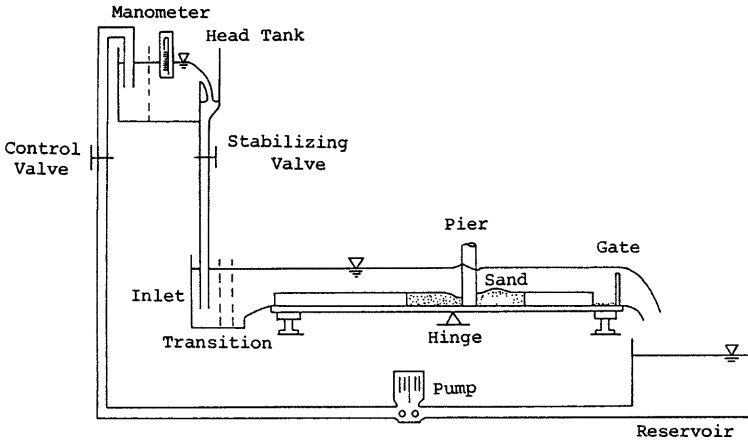 Manometer
Head Tank
Control
Valve
Stabilizing
Valve
Pier
Gate
Sand
Inlet
Transition
Hinge
Pump
Reservoir